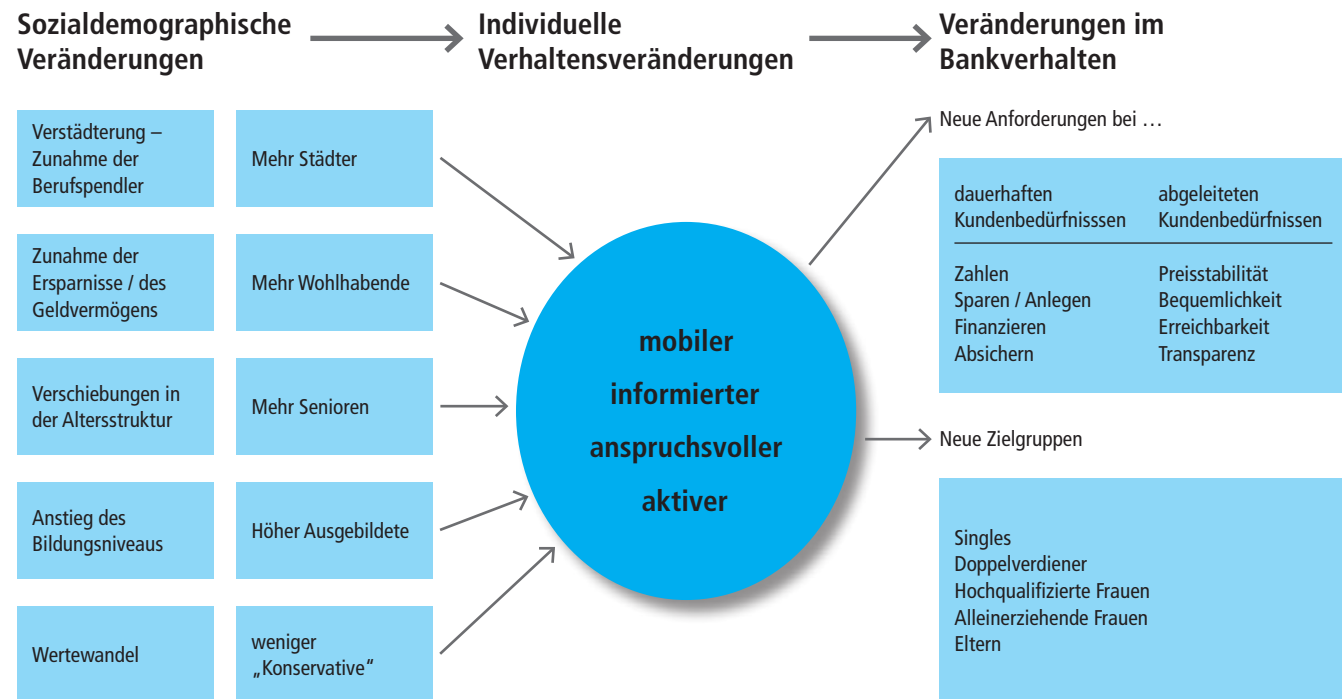 Sozialdemographische
Veränderungen
Individuelle
Verhaltensveränderungen
Veränderungen im
Bankverhalten
Verstädterung –
Zunahme der
Berufspendler
Mehr Städter
Zunahme der
Ersparnisse / des
Geldvermögens
Mehr Wohlhabende
Verschiebungen in
der Altersstruktur
Mehr Senioren
Anstieg des
Bildungsniveaus
Höher Ausgebildete
Wertewandel
weniger
„Konservative“
mobiler
informierter
anspruchsvoller
aktiver
Neue Anforderungen bei …
dauerhaften
Kundenbedürfnisssen
abgeleiteten
Kundenbedürfnissen
Zahlen
Sparen / Anlegen
Finanzieren
Absichern
Preisstabilität
Bequemlichkeit
Erreichbarkeit
Transparenz
Neue Zielgruppen
Singles
Doppelverdiener
Hochqualifizierte Frauen
Alleinerziehende Frauen
Eltern